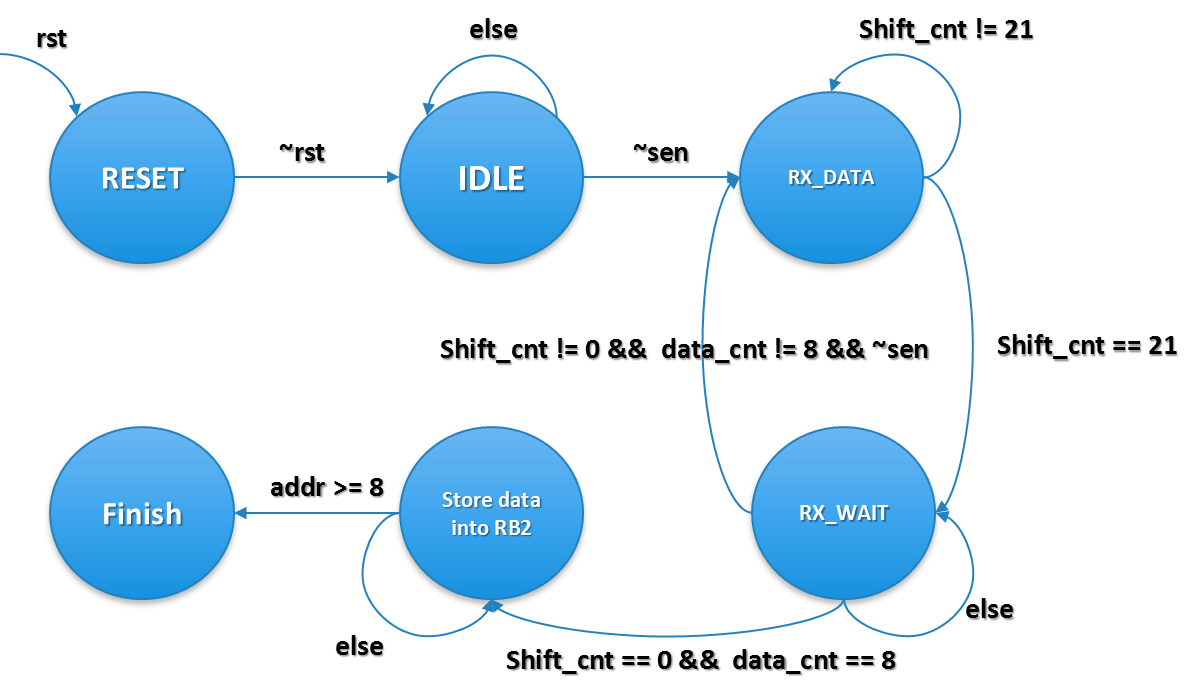 rst
else
Shift_cnt != 21
~rst
~sen
RESET
IDLE
RX_DATA
Shift_cnt != 0 && data_cnt != 8 && ~sen
Shift_cnt == 21
addr >= 8
Finish
Store data
into RB2
RX_WAIT
else
else
Shift_cnt == 0 && data_cnt == 8